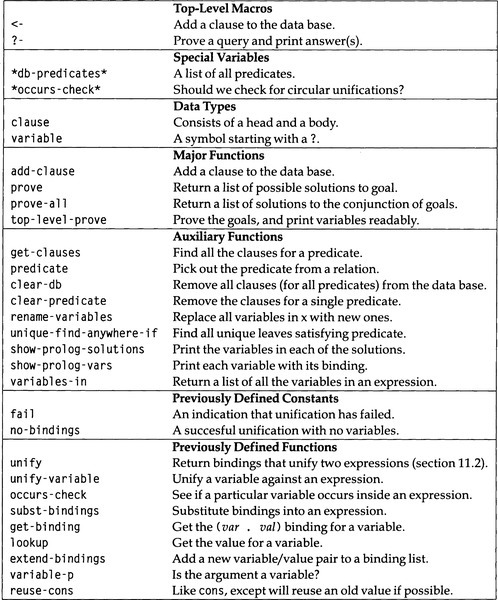 Top-Level Macros
<- Add a clause to the data base.
?- Prove a query and print answer(s).
Special Variables
*db-predicates* A list of all predicates.
*occurs-check* Should we check for circular unifications?
Data Types
clause Consists of a head and a body.
variable A symbol starting with a ?.
Major Functions
add-clause Add a clause to the data base.
prove Return a list of possible solutions to goal.
prove-all Return a list of solutions to the conjunction of goals.
top-level-prove Prove the goals, and print variables readably.
Auxiliary Functions
get-clauses Find all the clauses for a predicate.
predicate Pick out the predicate from a relation.
clear-db Remove all clauses (for all predicates) from the data base.
clear-predicate Remove the clauses for a single predicate.
rename-variables Replace all variables in x with new ones.
unique-find-anywhere-if Find all unique leaves satisfying predicate.
show-prolog-solutions Print the variables in each of the solutions.
show-prolog-vars Print each variable with its binding.
variables-in Return a list of all the variables in an expression.
Previously Defined Constants
fail An indication that unification has failed.
no-bindings A succesful unification with no variables.
Previously Defined Functions
unify Return bindings that unify two expressions (section 11.2).
unify-variable Unify a variable against an expression.
occurs-check See if a particular variable occurs inside an expression.
subst-bindings Substitute bindings into an expression.
get-binding Get the (var . val) binding for a variable.
lookup Get the value for a variable.
extend-bindings Add a new variable/value pair to a binding list.
variable-p Is the argument a variable?
reuse-cons Like cons, except will reuse an old value if possible.